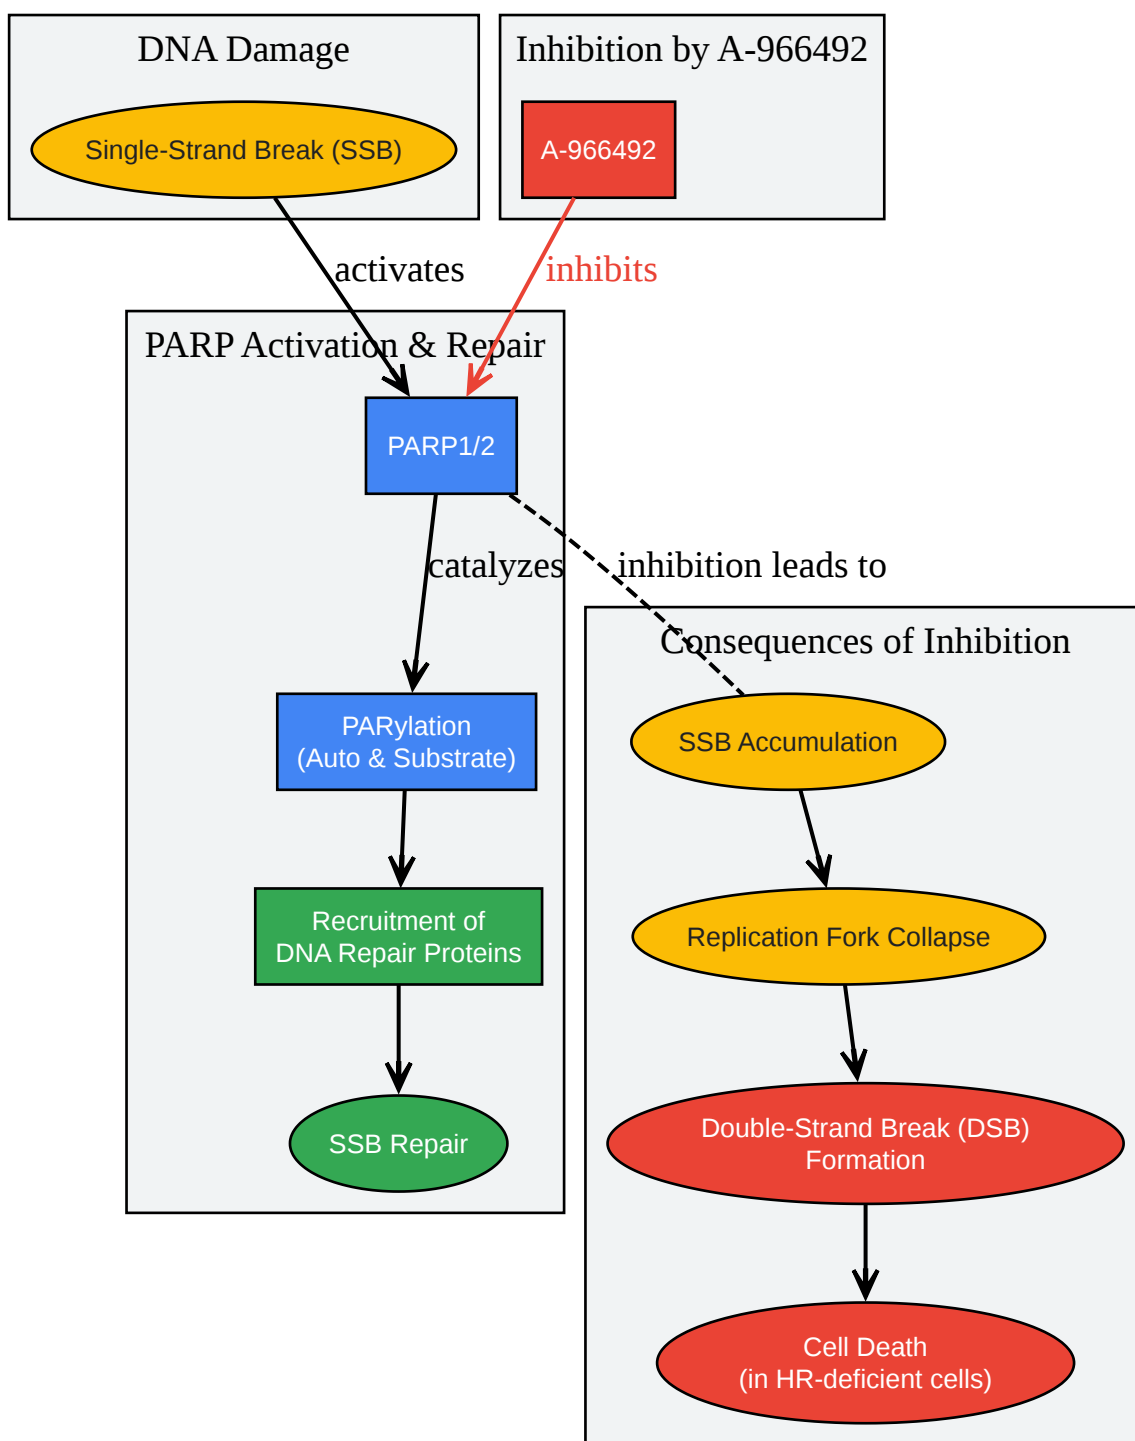 DNA Damage
Inhibition by A-966492
Single-Strand Break (SSB)
A-966492
activates
inhibits
PARP Activation & Repair
PARP1/2
catalyzes
inhibition leads to
Consequences of Inhibition
PARylation
(Auto & Substrate)
SSB Accumulation
Recruitment of
DNA Repair Proteins
Replication Fork Collapse
SSB Repair
Double-Strand Break (DSB)
Formation
Cell Death
(in HR-deficient cells)